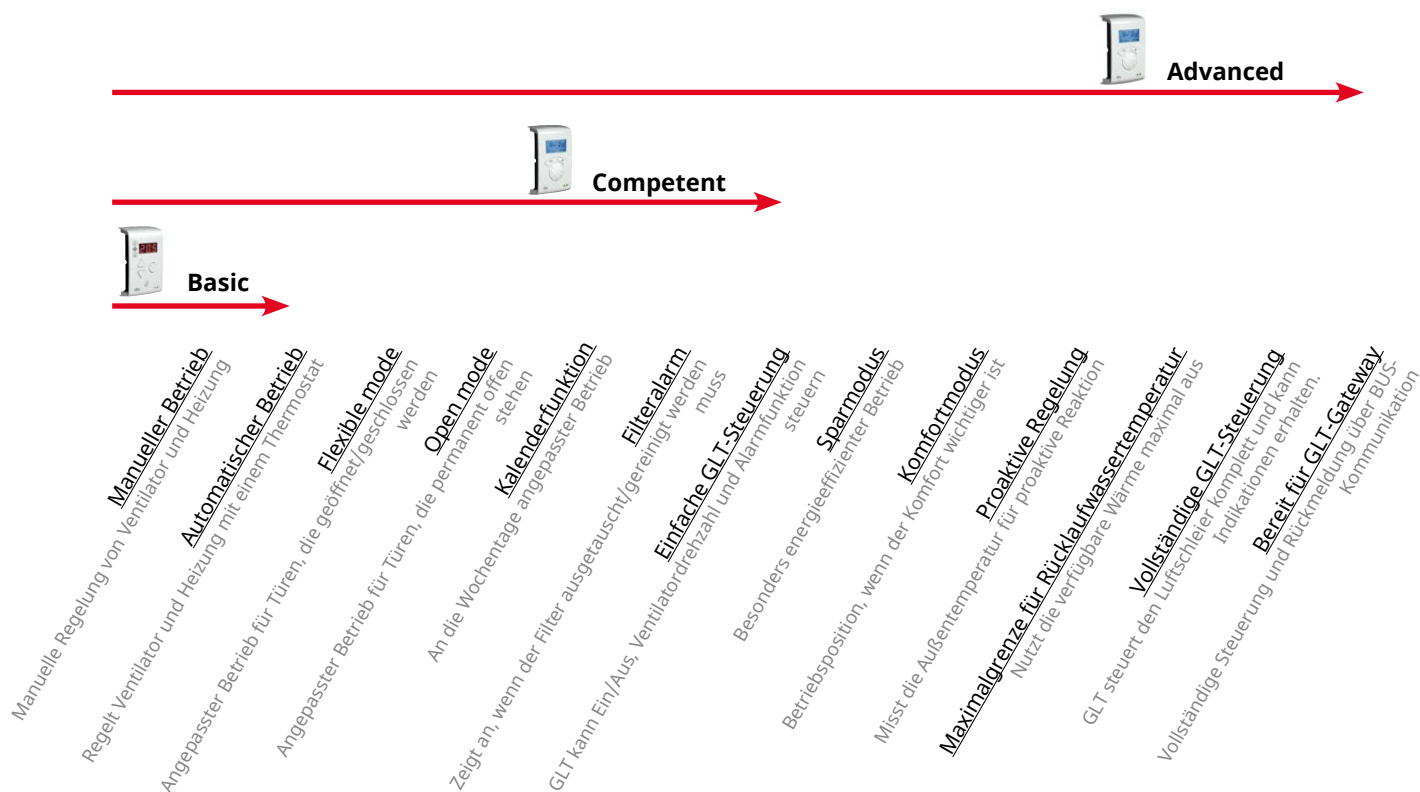 Advanced
Competent
Basic
Manueller Betrieb
Manuelle Regelung von Ventilator und Heizung
Automatischer Betrieb
Regelt Ventilator und Heizung mit einem Thermostat
Flexible mode
Angepasster Betrieb für Türen, die geöffnet/geschlossen
werden
Open mode
Angepasster Betrieb für Türen, die permanent offen
stehen
Kalenderfunktion
An die Wochentage angepasster Betrieb
Filteralarm
Zeigt an, wenn der Filter ausgetauscht/gereinigt werden
muss
Einfache GLT-Steuerung
GLT kann Ein/Aus, Ventilatordrehzahl und Alarmfunktion
steuern
Sparmodus
Besonders energieeffizienter Betrieb
Komfortmodus
Betriebsposition, wenn der Komfort wichtiger ist
Proaktive Regelung
Misst die Außentemperatur für proaktive Reaktion
Maximalgrenze für Rücklaufwassertemperatur
Nutzt die verfügbare Wärme maximal aus
Vollständige GLT-Steuerung
GLT steuert den Luftschleier komplett und kann
Indikationen erhalten.
Bereit für GLT-Gateway
Vollständige Steuerung und Rückmeldung über BUS-
Kommunikation